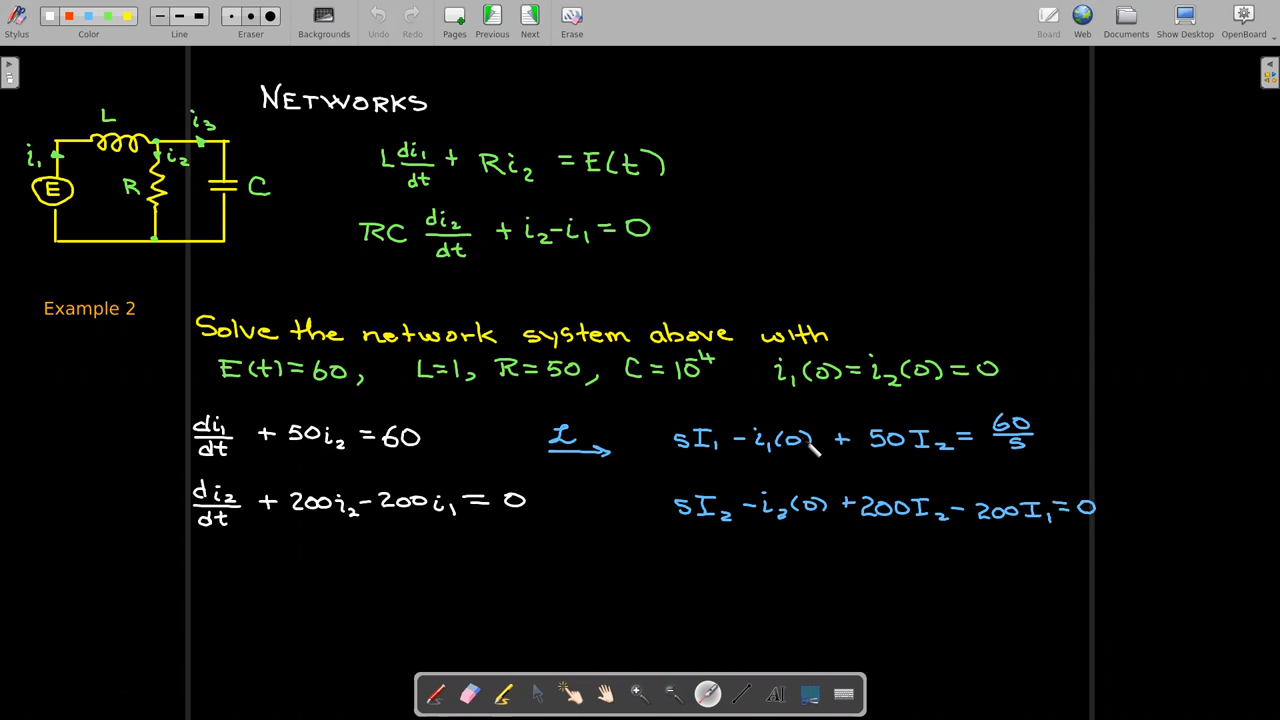 Stylus Color Line Eraser Backgrounds Undo Redo Pages Previous Next Erase Board Web Documents Show Desktop OpenBoard
NETWORKS
L i₃
i₁ i₂
E R C
L di₁/dt + Ri₂ = E(t)
RC di₂/dt + i₂ - i₁ = 0
Example 2
Solve the network system above with
E(t) = 60, L = 1, R = 50, C = 10⁻⁴ i₁(0) = i₂(0) = 0
di₁/dt + 50i₂ = 60 ℒ sI₁ - i₁(0) + 50I₂ = 60/s
di₂/dt + 200i₂ - 200i₁ = 0 sI₂ - i₂(0) + 200I₂ - 200I₁ = 0
AI